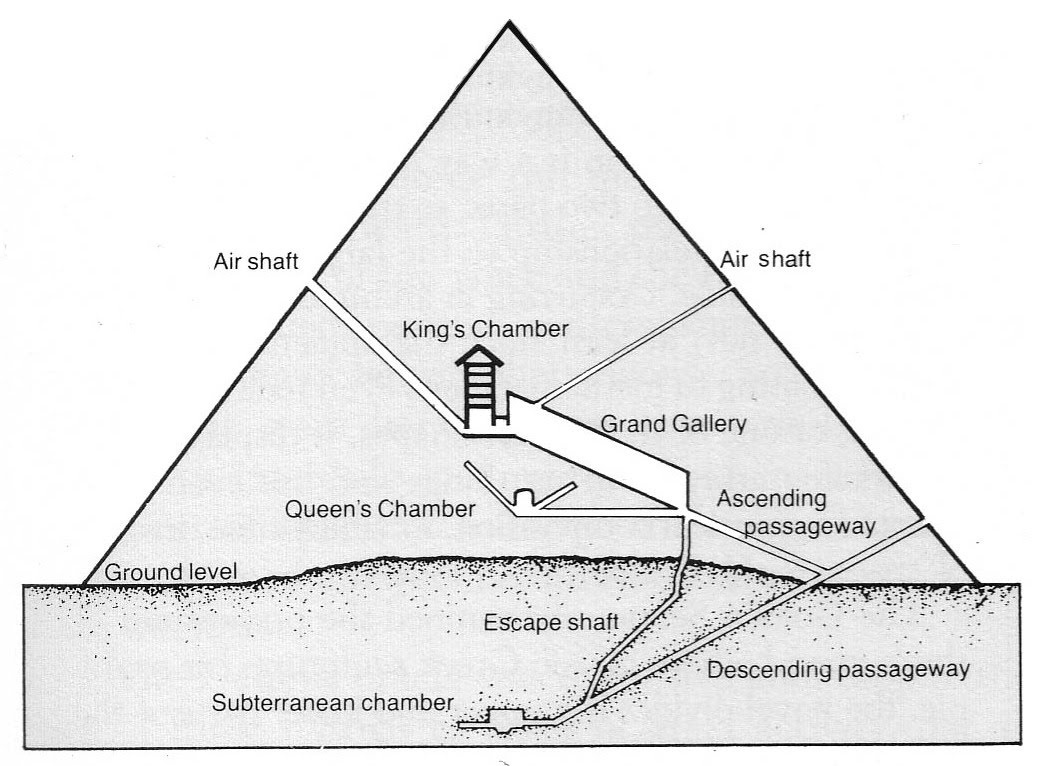 Air shaft
Air shaft
King's Chamber
Grand Gallery
Queen's Chamber
Ascending
passageway
Ground level
Escape shaft
Descending passageway
Subterranean chamber